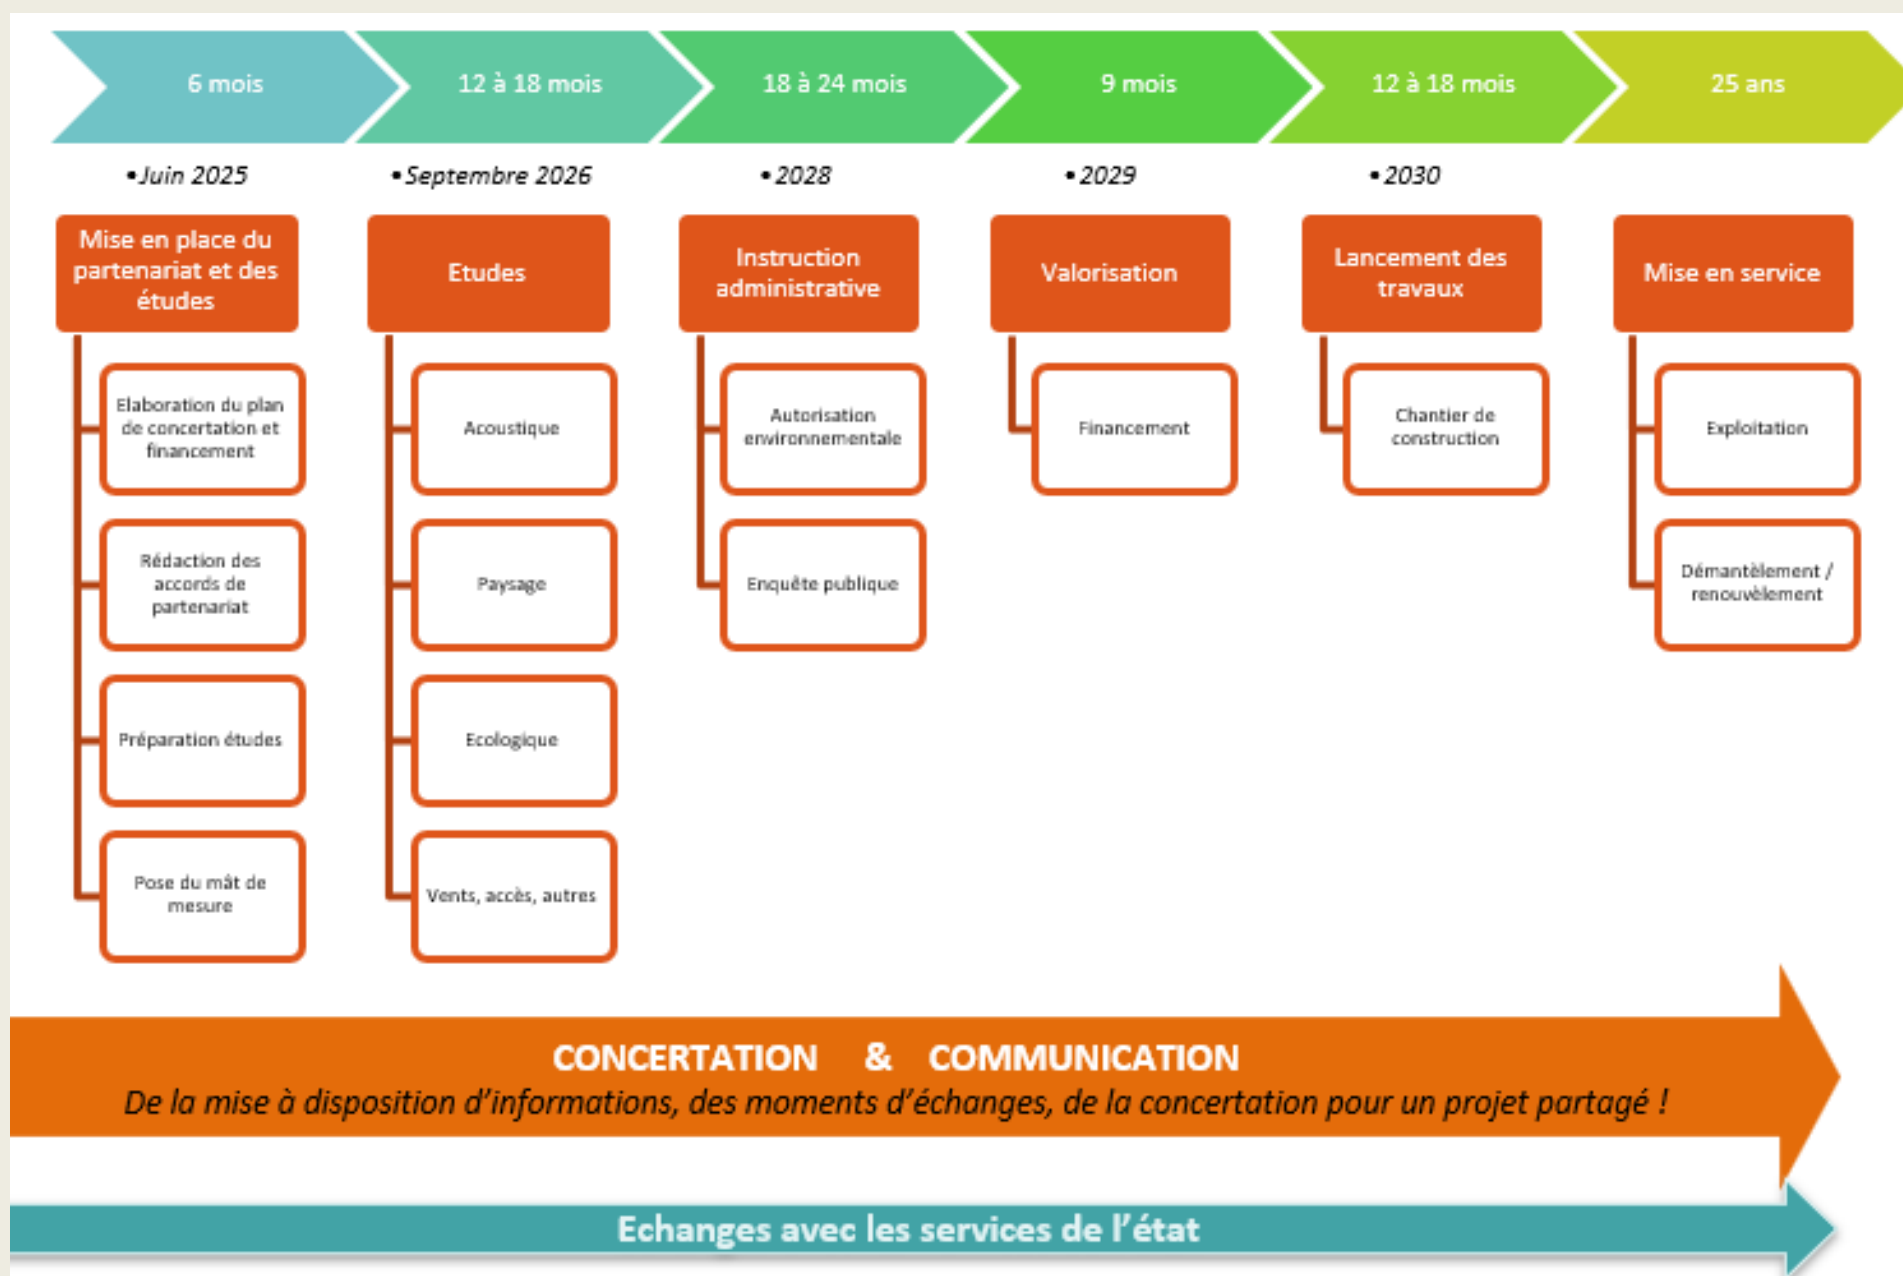 6 mois
12 à 18 mois
18 à 24 mois
9 mois
12 à 18 mois
25 ans
•Juin 2025
•Septembre 2026
•2028
•2029
•2030
Mise en place du
partenariat et des
études
Elaboration du plan
de concertation et
financement
Rédaction des
accords de
partenariat
Préparation études
Pose du mât de
mesure
Etudes
Acoustique
Paysage
Ecologique
Vents, accès, autres
Instruction
administrative
Autorisation
environnementale
Enquête publique
Valorisation
Financement
Lancement des
travaux
Chantier de
construction
Mise en service
Exploitation
Démantèlement /
renouvèlement
CONCERTATION & COMMUNICATION
De la mise à disposition d'informations, des moments d'échanges, de la concertation pour un projet partagé !
Echanges avec les services de l'état